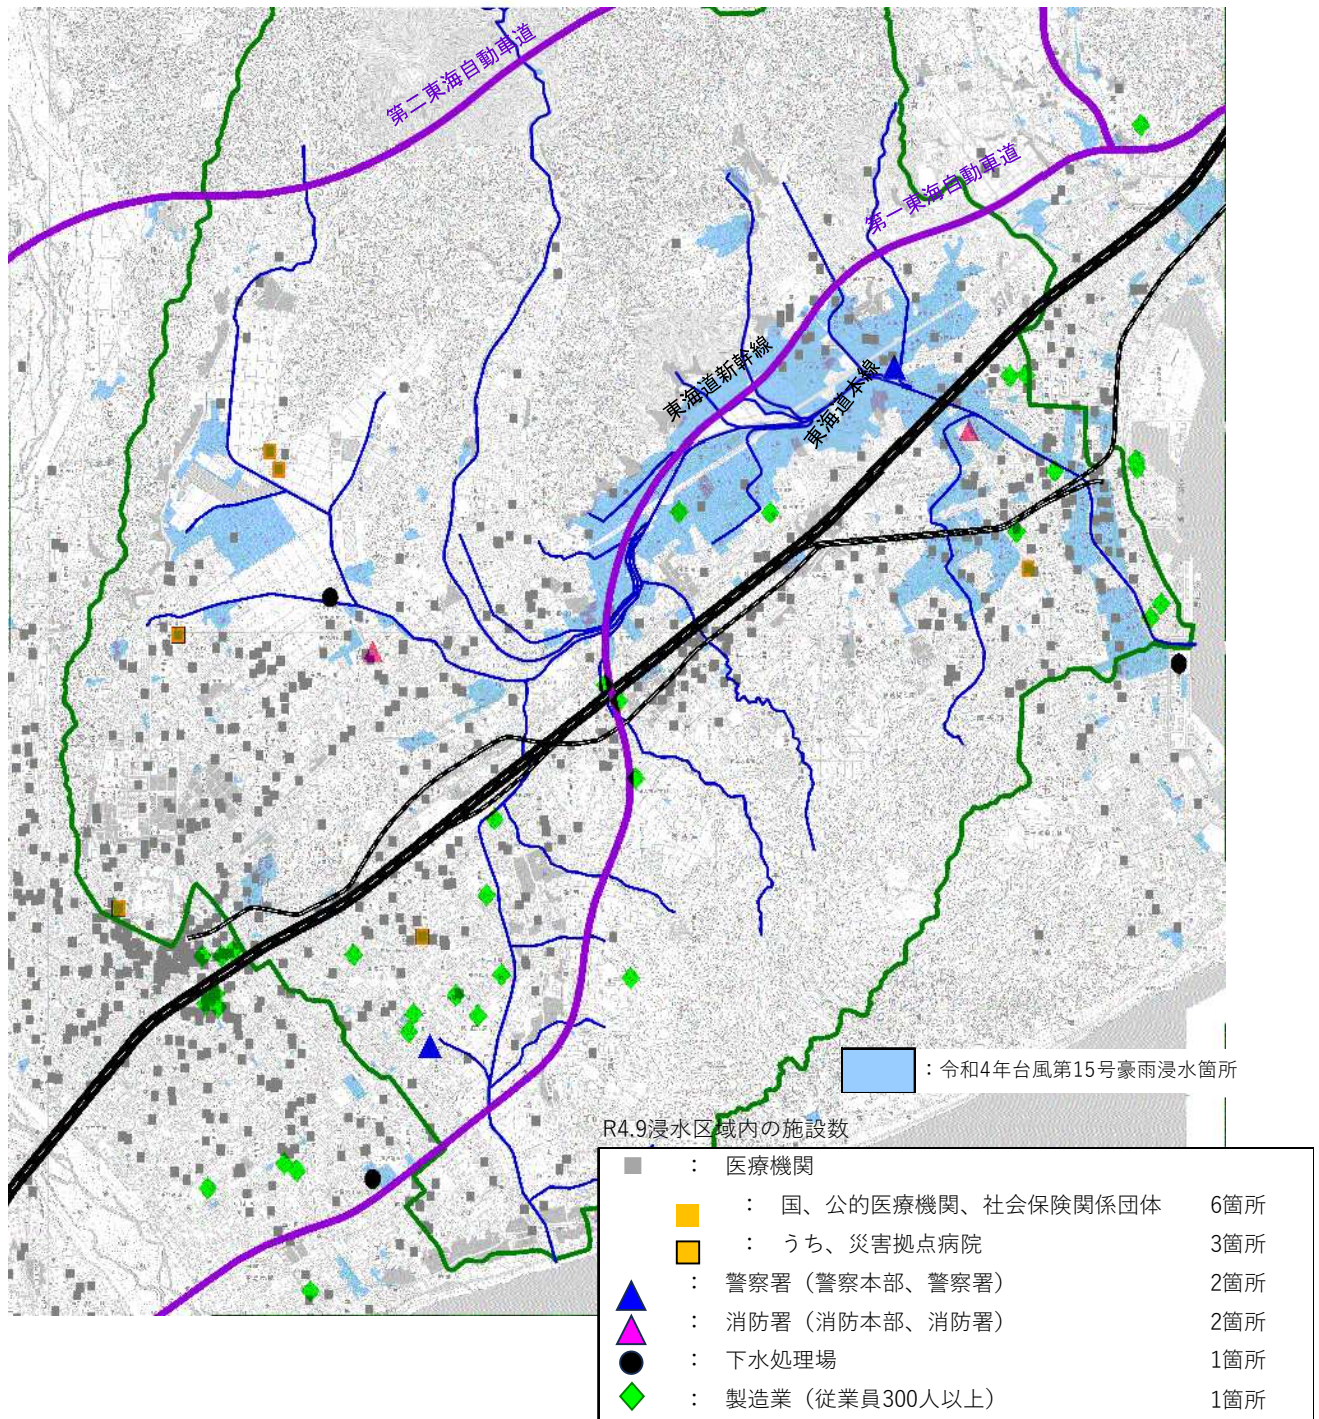 第二東海自動車道
第一東海自動車道
東海道新幹線
東海道本線
：令和4年台風第15号豪雨浸水箇所
R4.9浸水区域内の施設数
： 医療機関
： 国、公的医療機関、社会保険関係団体 6箇所
： うち、災害拠点病院 3箇所
： 警察署（警察本部、警察署） 2箇所
： 消防署（消防本部、消防署） 2箇所
： 下水処理場 1箇所
： 製造業（従業員300人以上） 1箇所